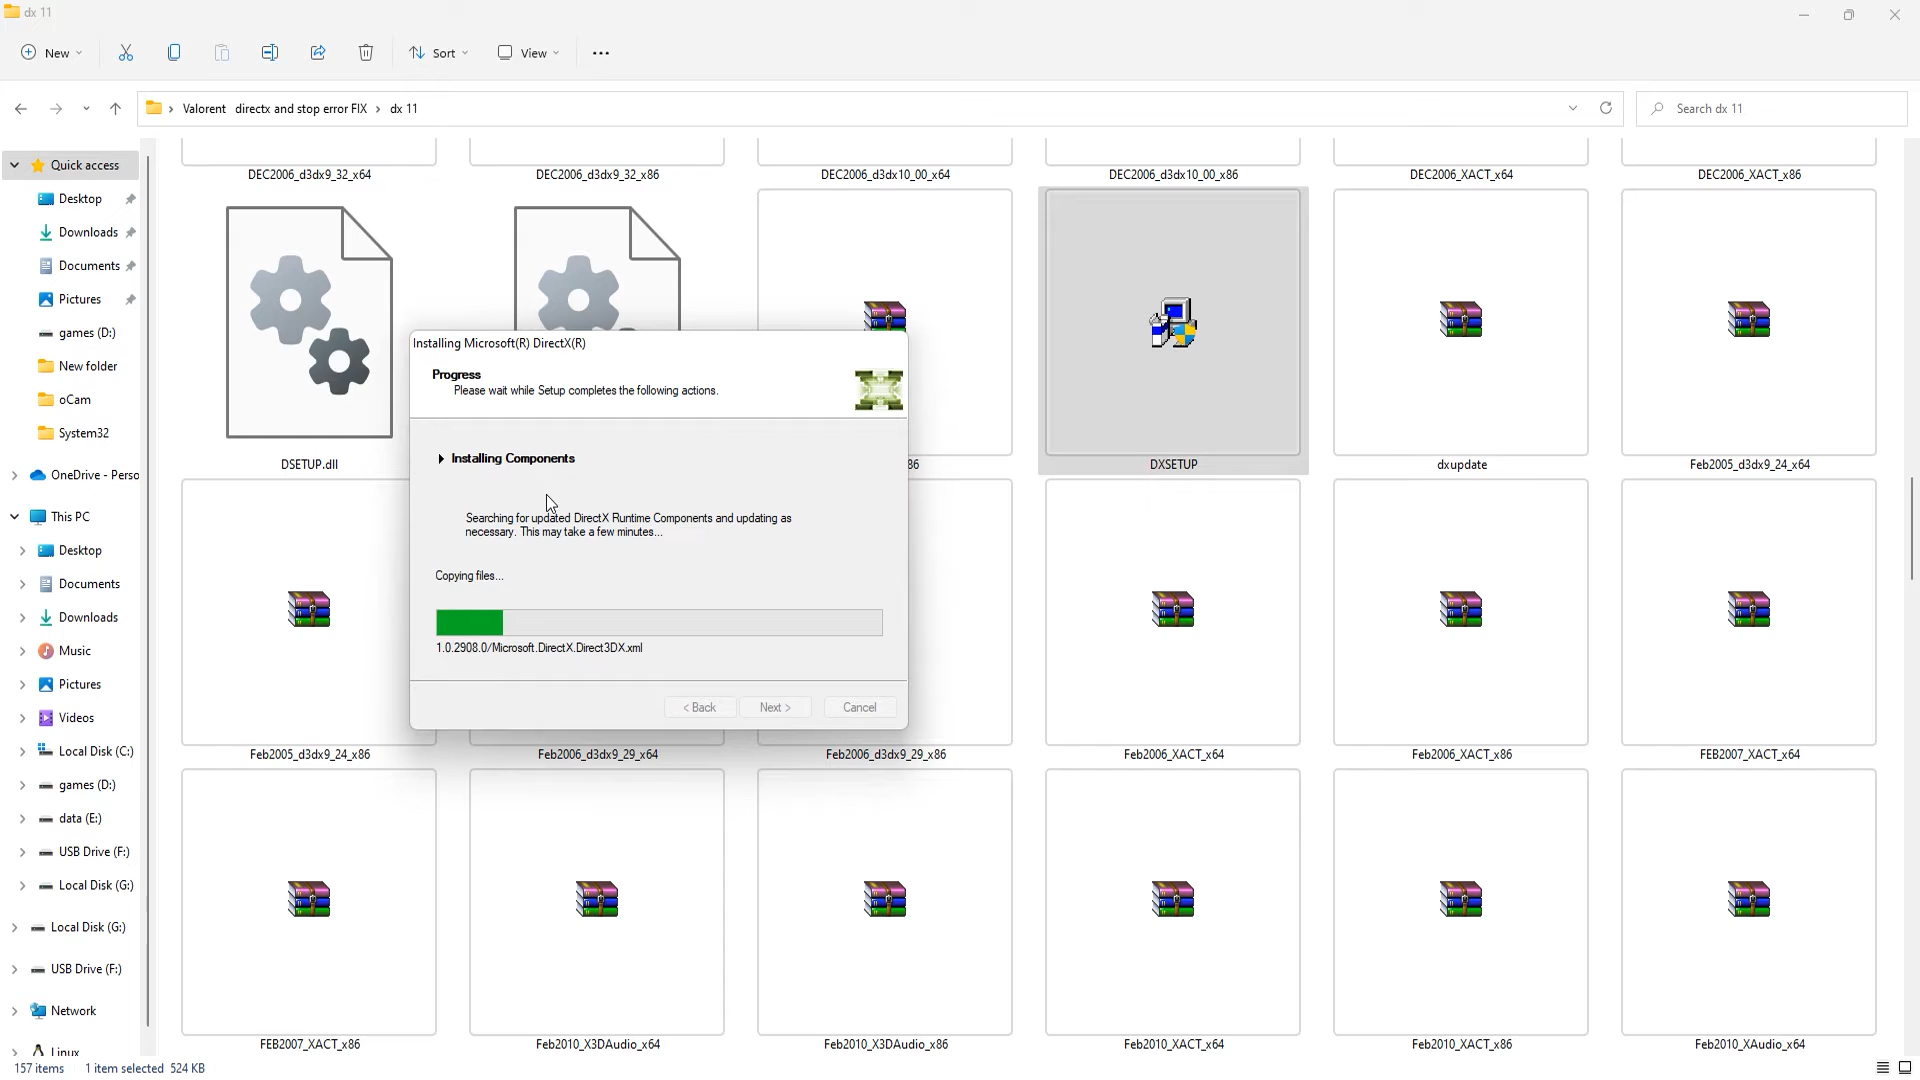 dx 11
New
Sort
View
Valorent directx and stop error FIX
dx 11
Search dx 11
Quick access
Desktop
Downloads
Documents
Pictures
games (D:)
New folder
oCam
System32
OneDrive - Perso
This PC
Desktop
Documents
Downloads
Music
Pictures
Videos
Local Disk (C:)
games (D:)
data (E:)
USB Drive (F:)
Local Disk (G:)
Local Disk (G:)
USB Drive (F:)
Network
Linux
DEC2006_d3dx9_32_x64
DEC2006_d3dx9_32_x86
DEC2006_d3dx10_00_x64
DEC2006_d3dx10_00_x86
DEC2006_XACT_x64
DEC2006_XACT_x86
DSETUP.dll
86
DXSETUP
dxupdate
Feb2005_d3dx9_24_x64
Installing Microsoft(R) DirectX(R)
Progress
Please wait while Setup completes the following actions.
Installing Components
Searching for updated DirectX Runtime Components and updating as
necessary. This may take a few minutes...
Copying files...
1.0.2908.0/Microsoft.DirectX.Direct3DX.xml
< Back
Next >
Cancel
Feb2005_d3dx9_24_x86
Feb2006_d3dx9_29_x64
Feb2006_d3dx9_29_x86
Feb2006_XACT_x64
Feb2006_XACT_x86
FEB2007_XACT_x64
FEB2007_XACT_x86
Feb2010_X3DAudio_x64
Feb2010_X3DAudio_x86
Feb2010_XACT_x64
Feb2010_XACT_x86
Feb2010_XAudio_x64
157 items
1 item selected 524 KB